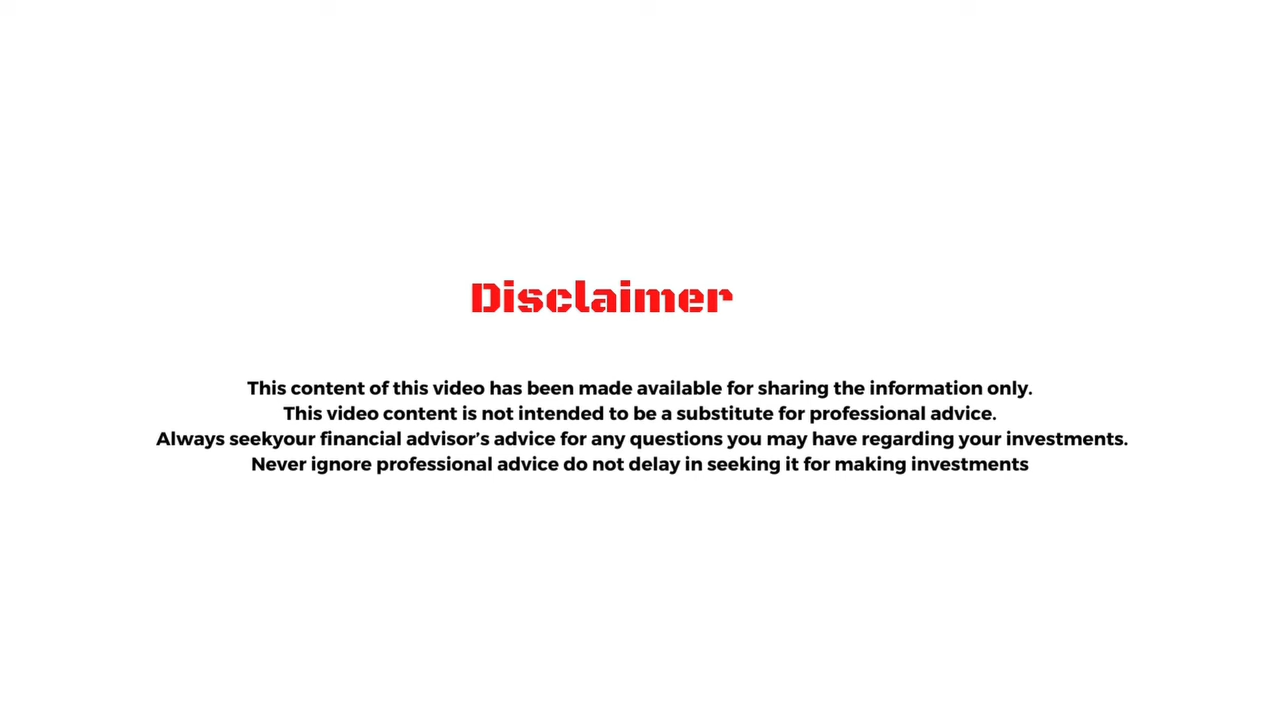 Disclaimer
This content of this video has been made available for sharing the information only.
This video content is not intended to be a substitute for professional advice.
Always seekyour financial advisor's advice for any questions you may have regarding your investments.
Never ignore professional advice do not delay in seeking it for making investments